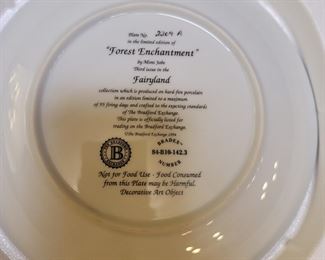 Plate No. 2204 A
in the limited edition of
"Forest Enchantment"
by Mimi Jobe
Third issue in the
Fairyland
collection which is produced on hard-fire porcelain
in an edition limited to a maximum
of 95 firing days and crafted to the exacting standards
of The Bradford Exchange.
This plate is officially listed for
trading on the Bradford Exchange.
©The Bradford Exchange 1994
B
BRADEX
84-B10-142.3
NUMBER
Not for Food Use - Food Consumed
from this Plate may be Harmful.
Decorative Art Object